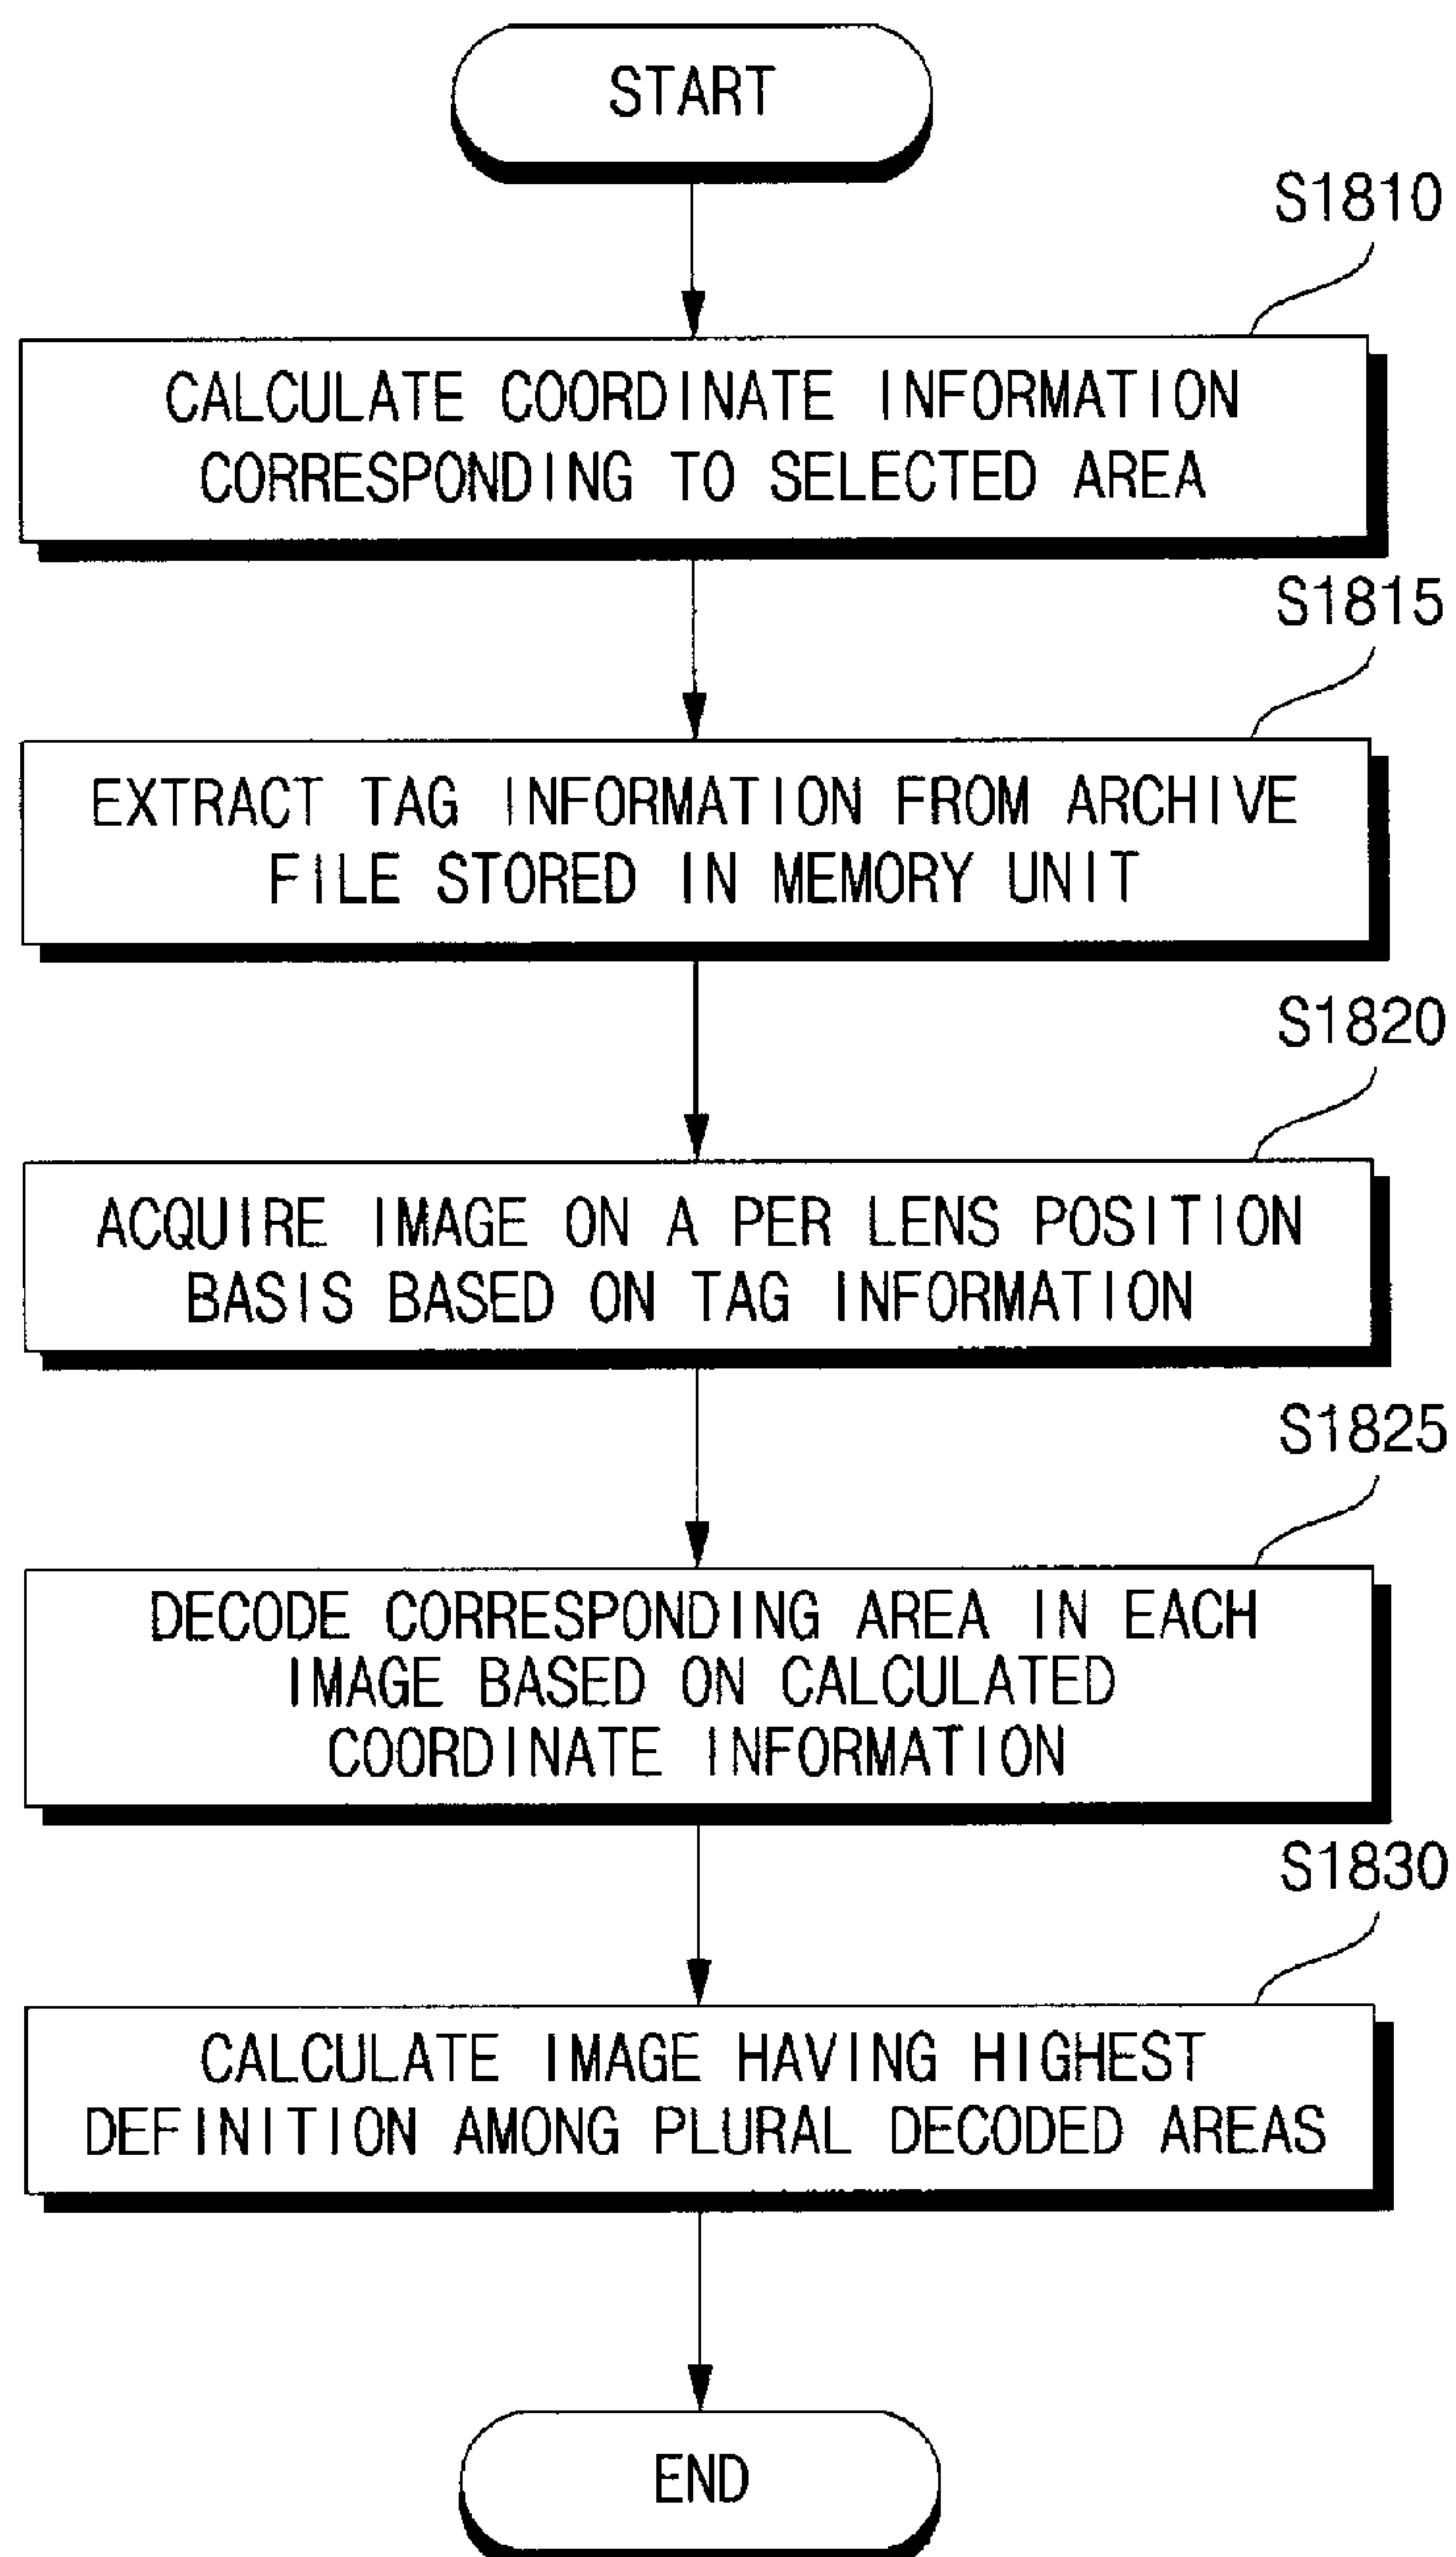 START
S1810
CALCULATE COORDINATE INFORMATION
CORRESPONDING TO SELECTED AREA
S1815
EXTRACT TAG INFORMATION FROM ARCHIVE
FILE STORED IN MEMORY UNIT
S1820
ACQUIRE IMAGE ON A PER LENS POSITION
BASIS BASED ON TAG INFORMATION
S1825
DECODE CORRESPONDING AREA IN EACH
IMAGE BASED ON CALCULATED
COORDINATE INFORMATION
S1830
CALCULATE IMAGE HAVING HIGHEST
DEFINITION AMONG PLURAL DECODED AREAS
END